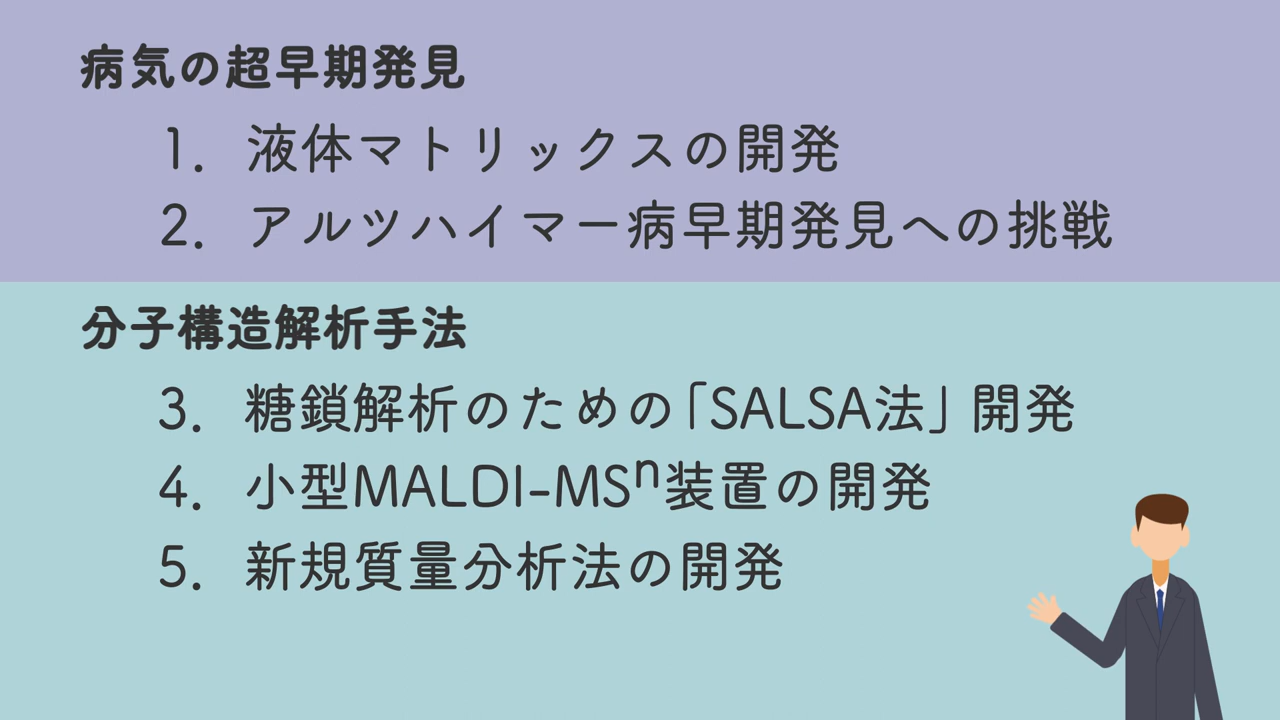 病気の超早期発見
1. 液体マトリックスの開発
2. アルツハイマー病早期発見への挑戦
分子構造解析手法
3. 糖鎖解析のための「SALSA法」開発
4. 小型MALDI-MSⁿ装置の開発
5. 新規質量分析法の開発